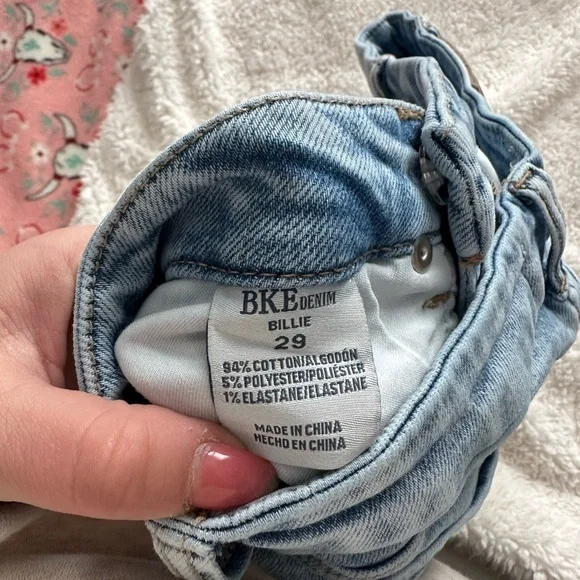 BKE DENIM
BILLIE
29
94% COTTON/ALGODÓN
5% POLYESTER/POLIÉSTER
1% ELASTANE/ELASTANE
MADE IN CHINA
HECHO EN CHINA